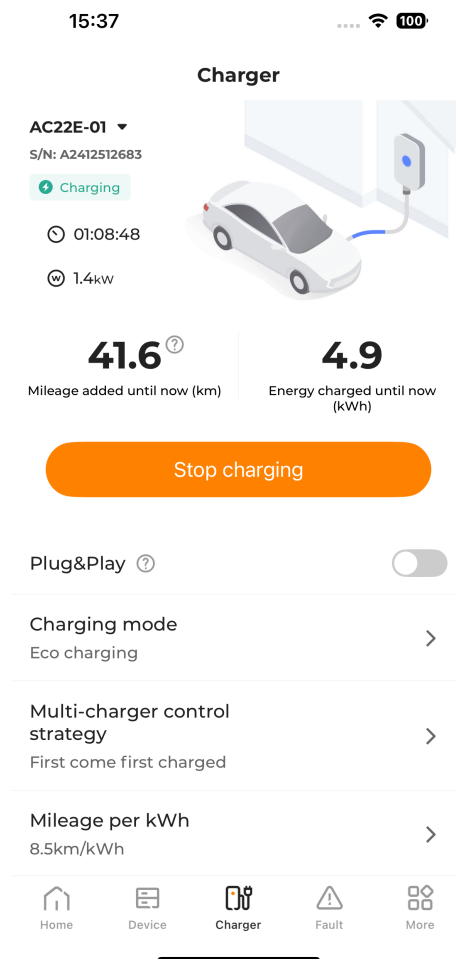 15:37
100
Charger
AC22E-01
S/N: A2412512683
Charging
01:08:48
W
1.4kW
41.6 ?
Mileage added until now (km)
4.9
Energy charged until now
(kWh)
Stop charging
Plug&Play ?
Charging mode
Eco charging
Multi-charger control
strategy
First come first charged
Mileage per kWh
8.5km/kWh
Home
Device
Charger
Fault
More